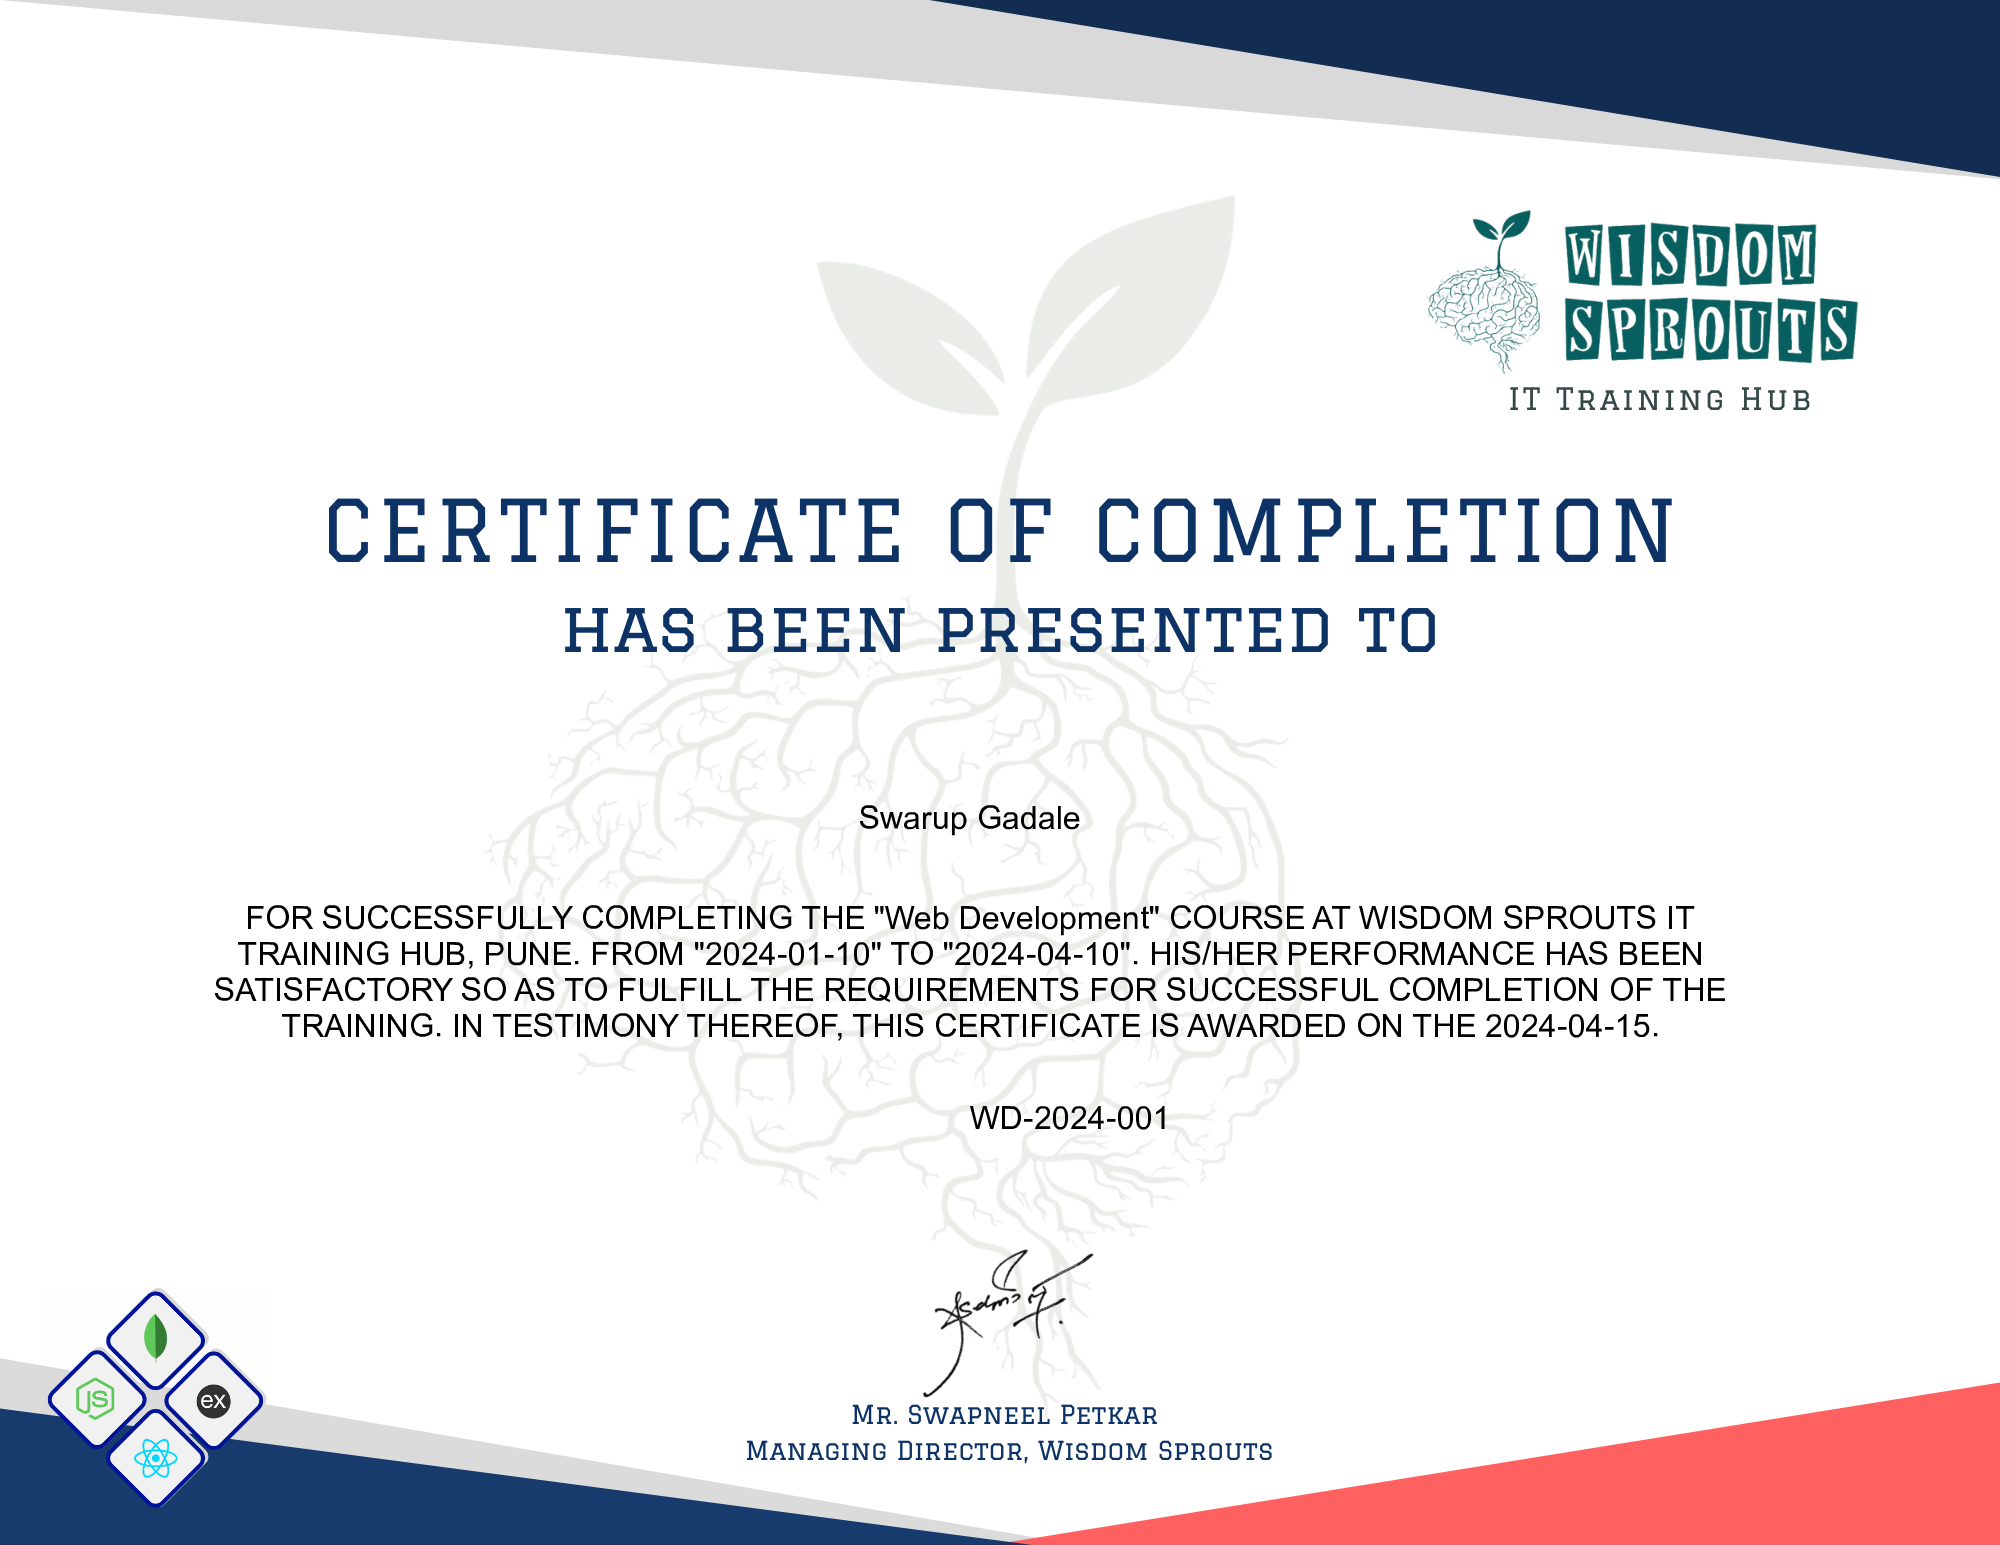 WISDOM
SPROUTS
IT TRAINING HUB
CERTIFICATE OF COMPLETION
HAS BEEN PRESENTED TO
Swarup Gadale
FOR SUCCESSFULLY COMPLETING THE "Web Development" COURSE AT WISDOM SPROUTS IT
TRAINING HUB, PUNE. FROM "2024-01-10" TO "2024-04-10". HIS/HER PERFORMANCE HAS BEEN
SATISFACTORY SO AS TO FULFILL THE REQUIREMENTS FOR SUCCESSFUL COMPLETION OF THE
TRAINING. IN TESTIMONY THEREOF, THIS CERTIFICATE IS AWARDED ON THE 2024-04-15.
WD-2024-001
JS
ex
MR. SWAPNEEL PETKAR
MANAGING DIRECTOR, WISDOM SPROUTS